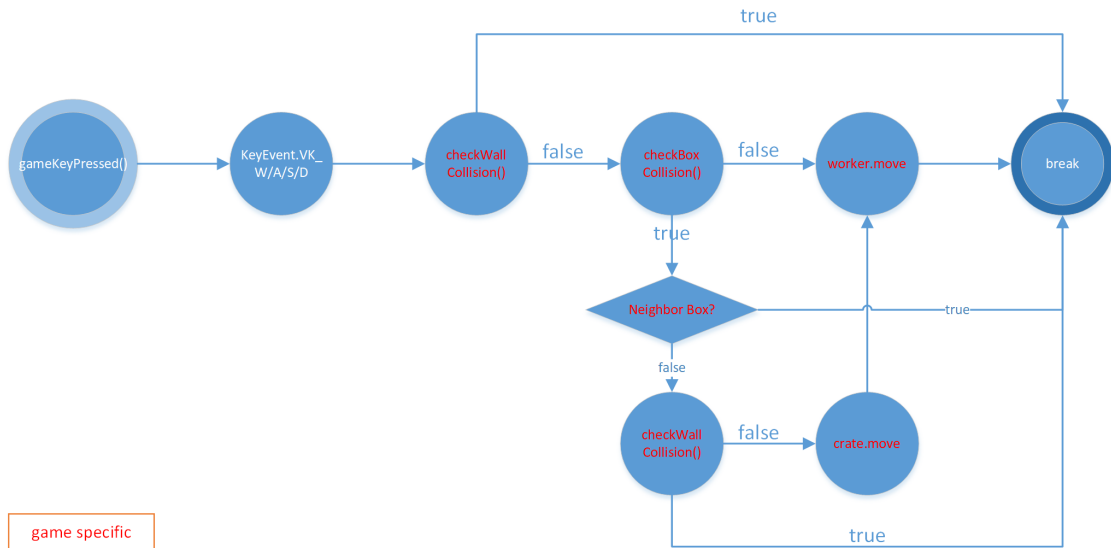 true
gameKeyPressed()
KeyEvent.VK_
W/A/S/D
checkWall
Collision()
false
checkBox
Collision()
false
worker.move
break
true
Neighbor Box?
true
false
checkWall
Collision()
false
crate.move
game specific
true